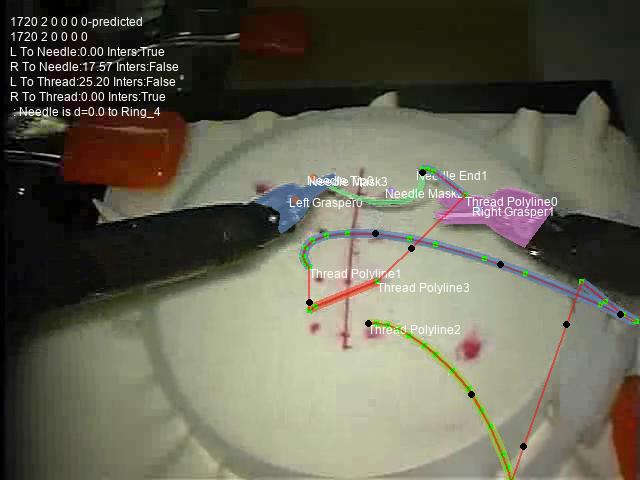 1720 2 0 0 0 0-predicted
1720 2 0 0 0 0
L To Needle:0.00 Inters:True
R To Needle:17.57 Inters:False
L To Thread:25.20 Inters:False
R To Thread:0.00 Inters:True
: Needle is d=0.0 to Ring_4
Needle End1
Needle Mask3
Needle Mask
Left Grasper0
Thread Polyline0
Right Grasper1
Thread Polyline1
Thread Polyline3
Thread Polyline2